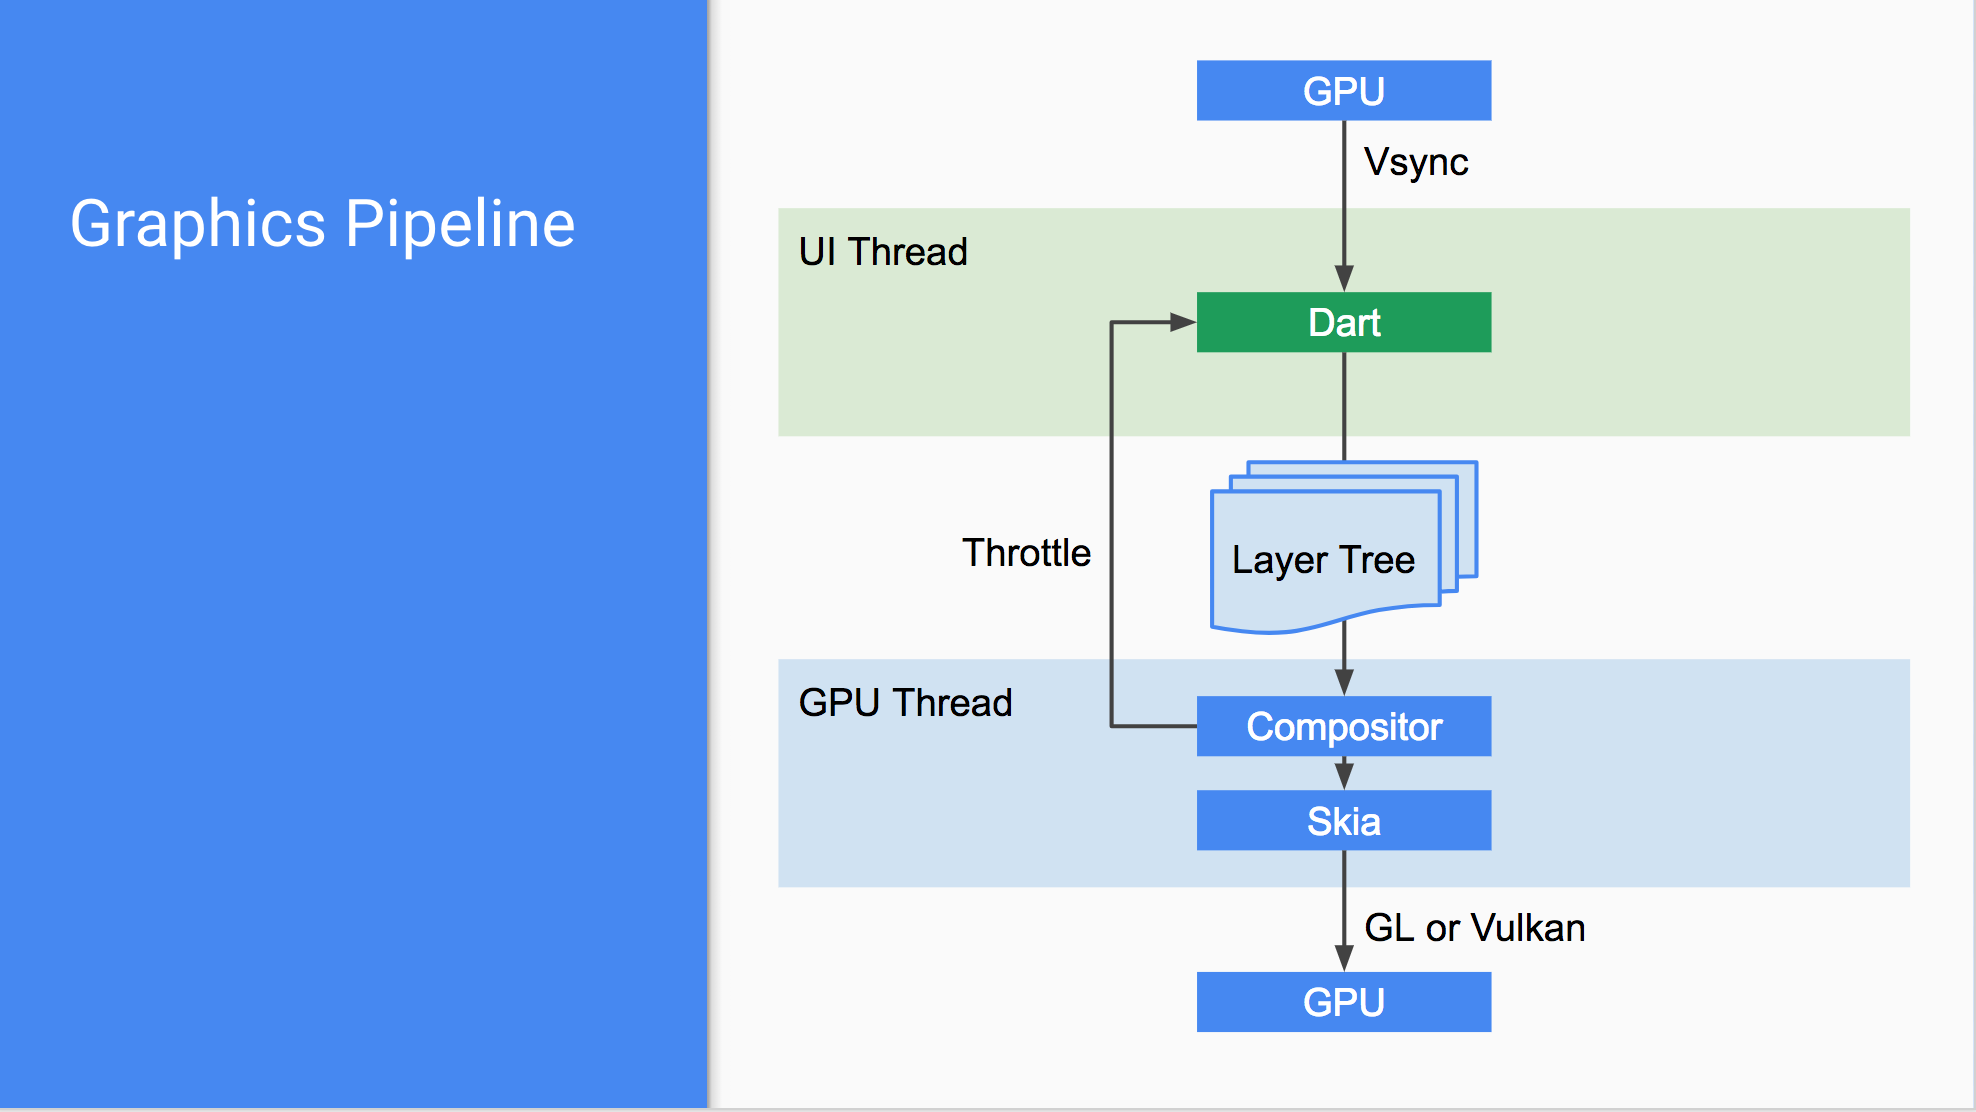 Graphics Pipeline
GPU
Vsync
UI Thread
Dart
Throttle
Layer Tree
GPU Thread
Compositor
Skia
GL or Vulkan
GPU